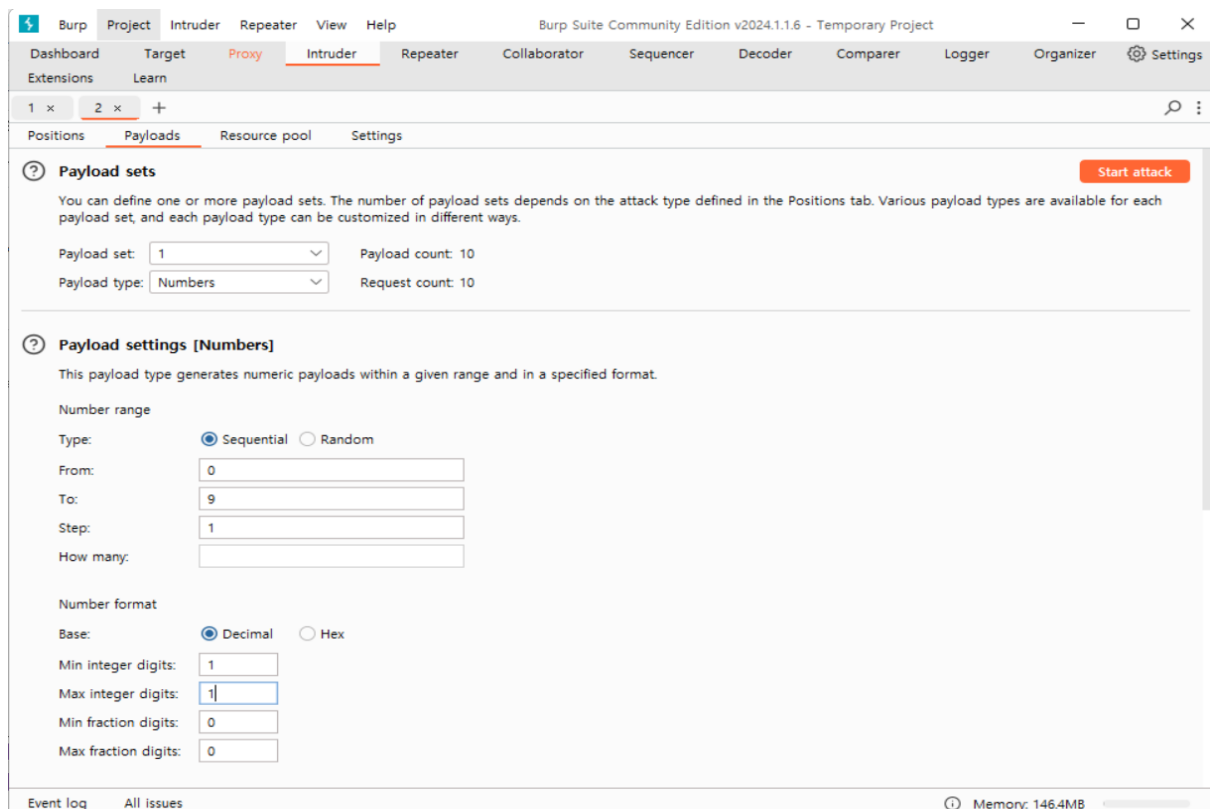 Burp Project Intruder Repeater View Help Burp Suite Community Edition v2024.1.1.6 - Temporary Project
Dashboard Target Proxy Intruder Repeater Collaborator Sequencer Decoder Comparer Logger Organizer Settings
Extensions Learn
1 × 2 × +
Positions Payloads Resource pool Settings
? Payload sets Start attack
You can define one or more payload sets. The number of payload sets depends on the attack type defined in the Positions tab. Various payload types are available for each
payload set, and each payload type can be customized in different ways.
Payload set: 1 Payload count: 10
Payload type: Numbers Request count: 10
? Payload settings [Numbers]
This payload type generates numeric payloads within a given range and in a specified format.
Number range
Type: Sequential Random
From: 0
To: 9
Step: 1
How many:
Number format
Base: Decimal Hex
Min integer digits: 1
Max integer digits: 1
Min fraction digits: 0
Max fraction digits: 0
Event log All issues Memory: 146.4MB